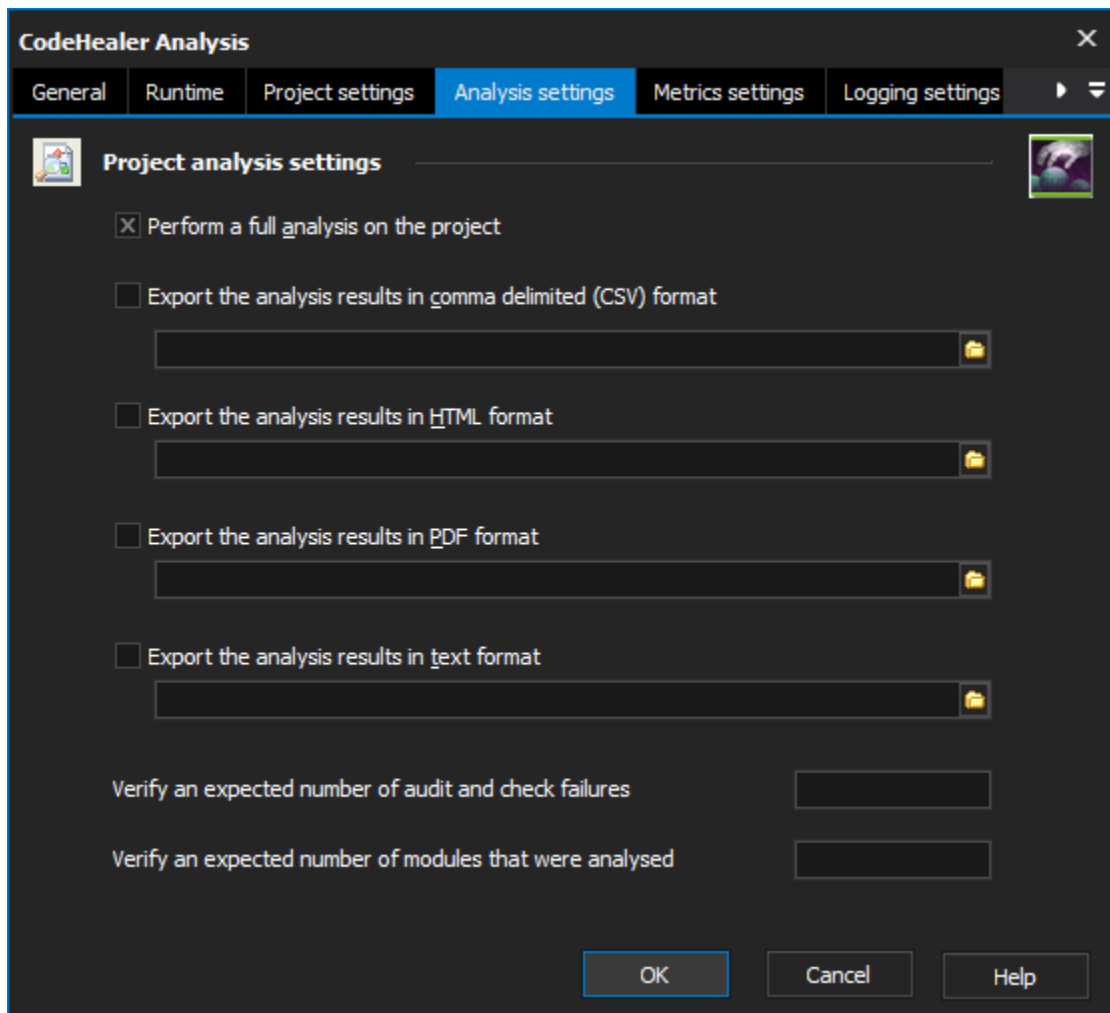 CodeHealer Analysis
General Runtime Project settings Analysis settings Metrics settings Logging settings
Project analysis settings
Perform a full analysis on the project
Export the analysis results in comma delimited (CSV) format
Export the analysis results in HTML format
Export the analysis results in PDF format
Export the analysis results in text format
Verify an expected number of audit and check failures
Verify an expected number of modules that were analysed
OK Cancel Help